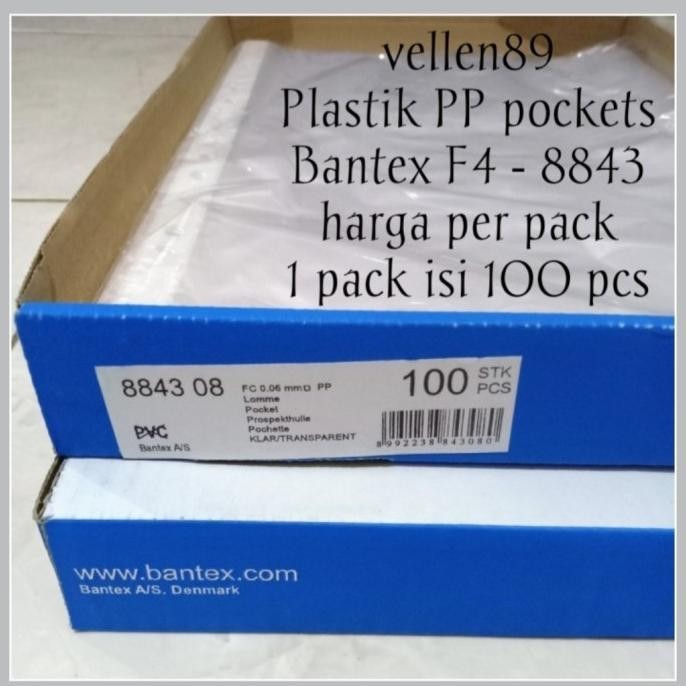 vellen89
Plastik PP pockets
Bantex F4 - 8843
harga per pack
1 pack isi 100 pcs
8843 08
FC 0.06 mm□ PP
Lomme
Pocket
Prospekthulle
Pochette
KLAR/TRANSPARENT
100 STK
PCS
PVC
Bantex A/S
8992238843080
www.bantex.com
Bantex A/S. Denmark